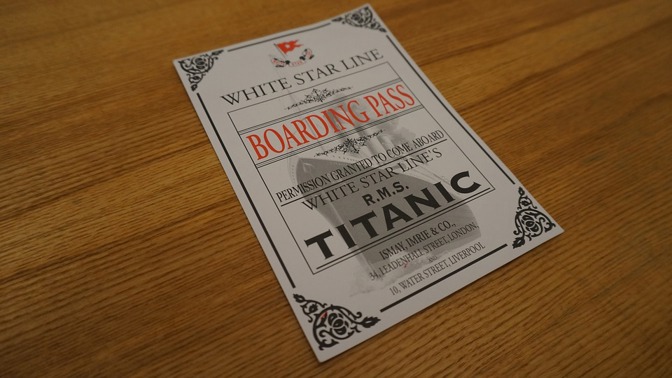 WHITE STAR LINE
BOARDING PASS
PERMISSION GRANTED TO COME ABOARD
WHITE STAR LINE'S
R.M.S.
TITANIC
ISMAY, IMRIE & CO.,
34, LEADENHALL STREET, LONDON,
10, WATER STREET, LIVERPOOL